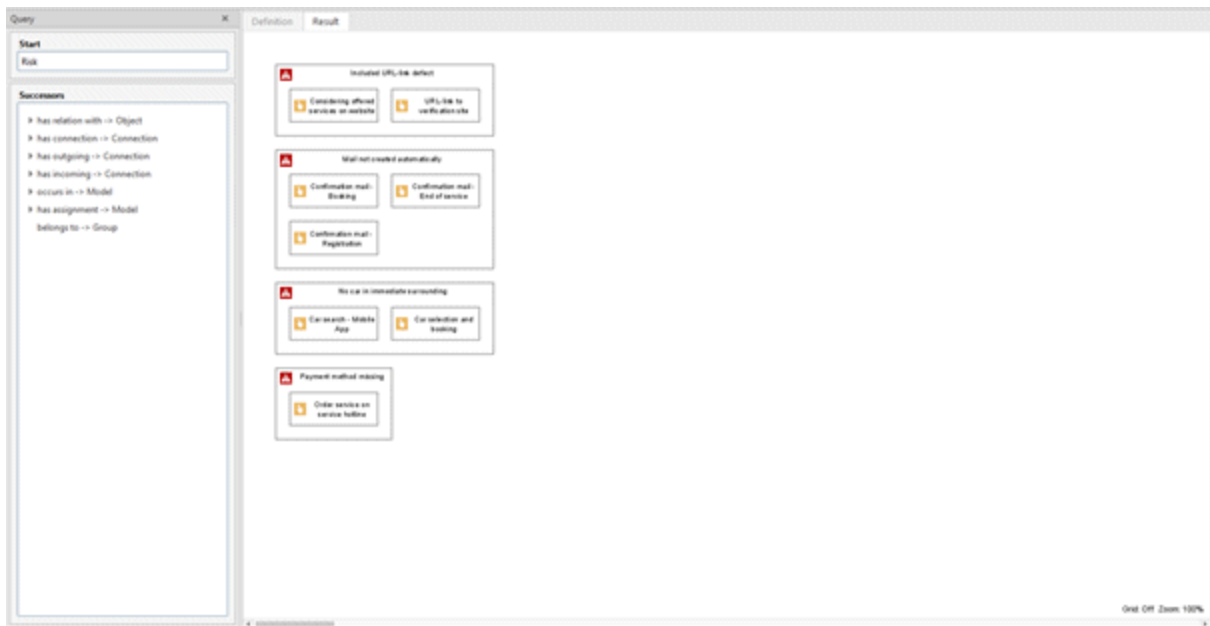 Query
Start
Risk
Successors
has relation with -> Object
has connection -> Connection
has outgoing -> Connection
has incoming -> Connection
occurs in -> Model
has assignment -> Model
belongs to -> Group
Definition Result
Included URL-link defect
Considering offered
services on website
URL-link to
verification site
Mail not created automatically
Confirmation mail -
Booking
Confirmation mail -
End of service
Confirmation mail -
Registration
No car in immediate surrounding
Car search - Mobile
App
Car selection and
booking
Payment method missing
Order service on
service hotline
Grid: Off Zoom: 100%